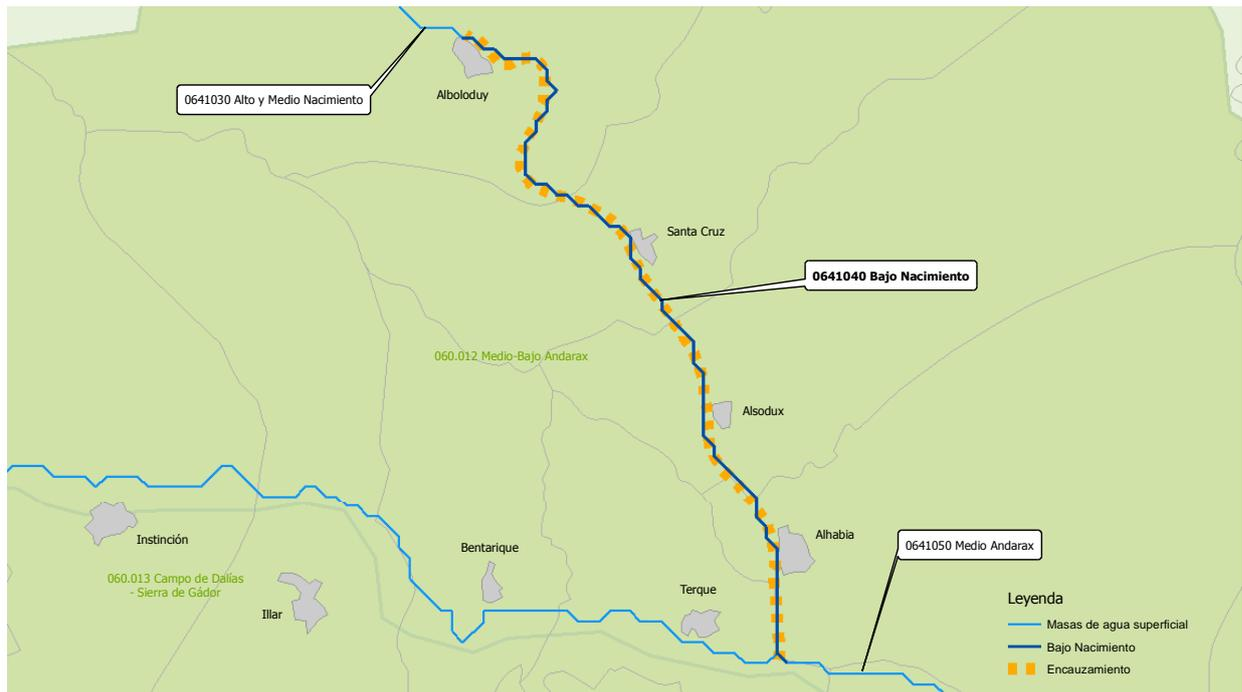 0641030 Alto y Medio Nacimiento
Alboloduy
Santa Cruz
0641040 Bajo Nacimiento
060.012 Medio-Bajo Andarax
Alsodux
Instinción
Bentarique
Alhabia
0641050 Medio Andarax
060.013 Campo de Dalías
- Sierra de Gádor
Illar
Terque
Leyenda
Masas de agua superficial
Bajo Nacimiento
Encauzamiento